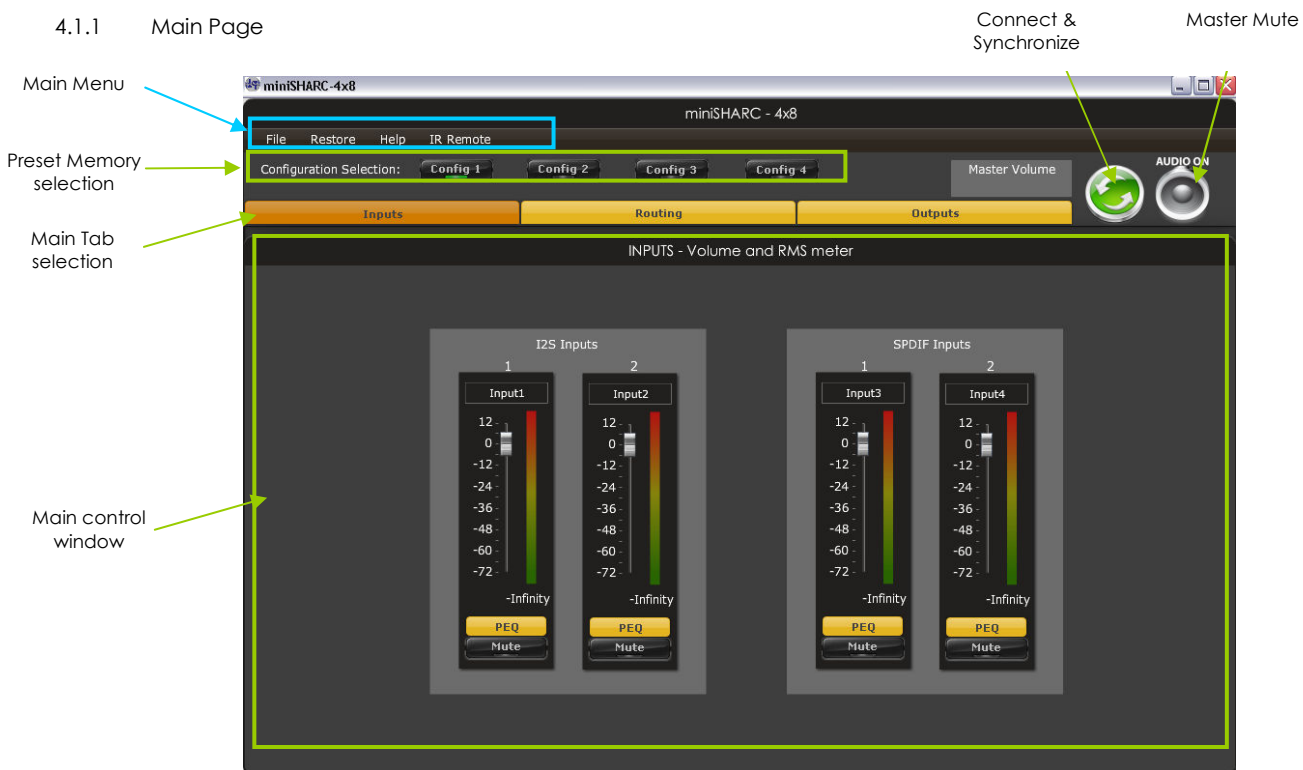 4.1.1 Main Page
Connect &
Synchronize
Master Mute
Main Menu
miniSHARC-4x8
miniSHARC - 4x8
File Restore Help IR Remote
Preset Memory
selection
Configuration Selection: Config 1 Config 2 Config 3 Config 4
Master Volume
AUDIO ON
Main Tab
selection
Inputs Routing Outputs
INPUTS - Volume and RMS meter
I2S Inputs SPDIF Inputs
1 2 1 2
Input1 Input2 Input3 Input4
12 12 12 12
0 0 0 0
-12 -12 -12 -12
-24 -24 -24 -24
-36 -36 -36 -36
-48 -48 -48 -48
-60 -60 -60 -60
-72 -72 -72 -72
-Infinity -Infinity -Infinity -Infinity
PEQ PEQ PEQ PEQ
Mute Mute Mute Mute
Main control
window